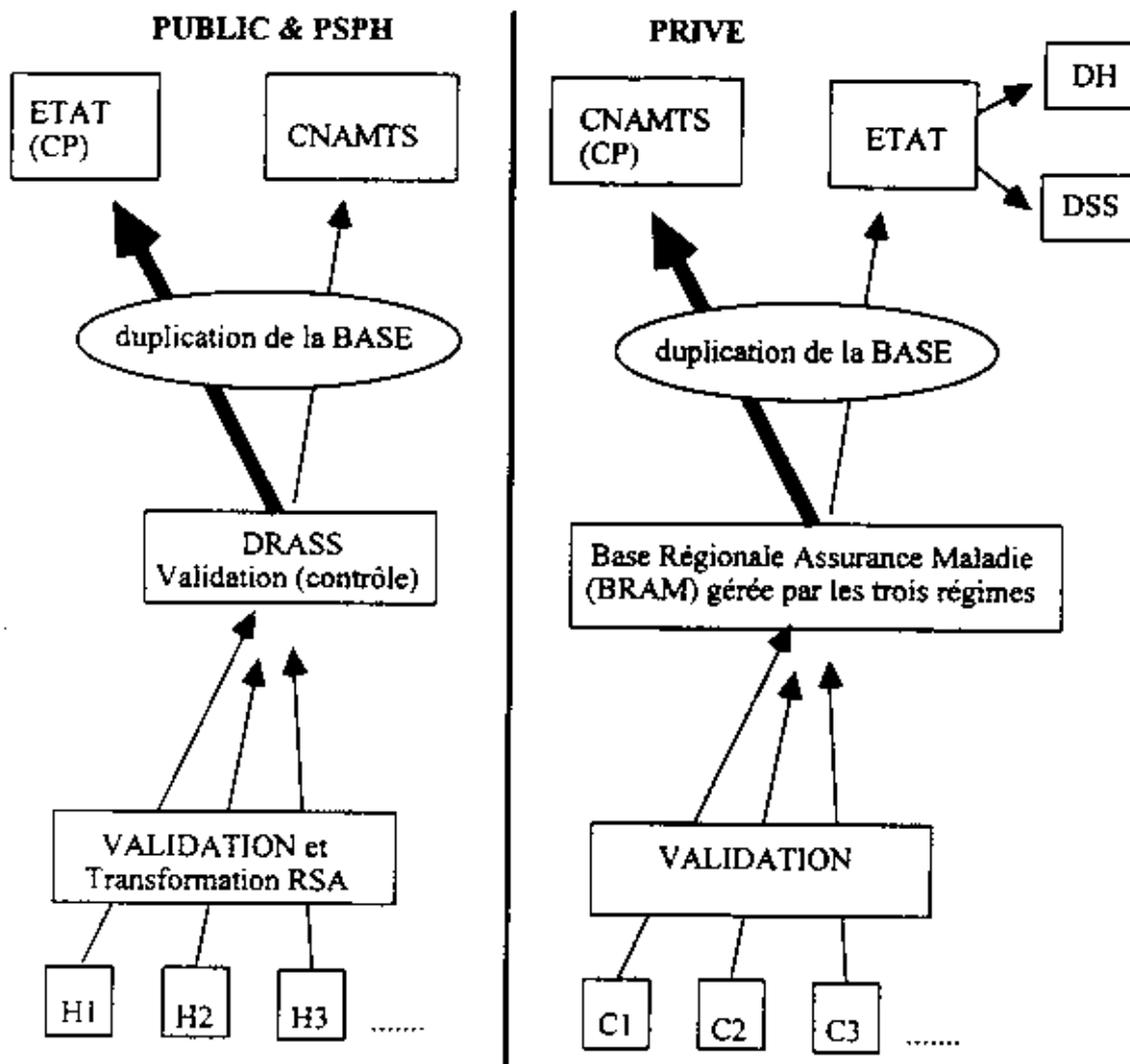 PUBLIC & PSPH
ETAT
(CP)
CNAMTS
duplication de la BASE
DRASS
Validation (contrôle)
VALIDATION et
Transformation RSA
H1
H2
H3
.......
PRIVE
CNAMTS
(CP)
ETAT
DH
DSS
duplication de la BASE
Base Régionale Assurance Maladie
(BRAM) gérée par les trois régimes
VALIDATION
C1
C2
C3
.......